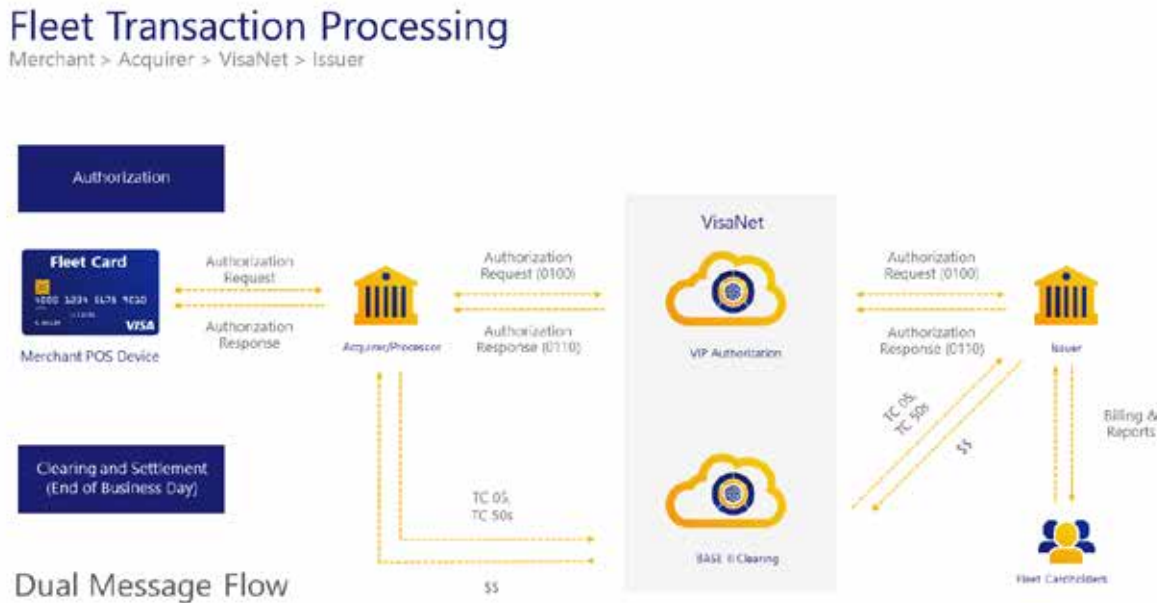 Fleet Transaction Processing
Merchant > Acquirer > VisaNet > Issuer
Authorization
Fleet Card
VISA
Merchant POS Device
Authorization
Request
Authorization
Response
Acquirer/Processor
Authorization
Request (0100)
Authorization
Response (0110)
VisaNet
VIP Authorization
Authorization
Request (0100)
Authorization
Response (0110)
Issuer
TC 05,
TC 50s
$$
Billing &
Reports
Clearing and Settlement
(End of Business Day)
TC 05,
TC 50s
$$
BASE II Clearing
Fleet Cardholders
Dual Message Flow